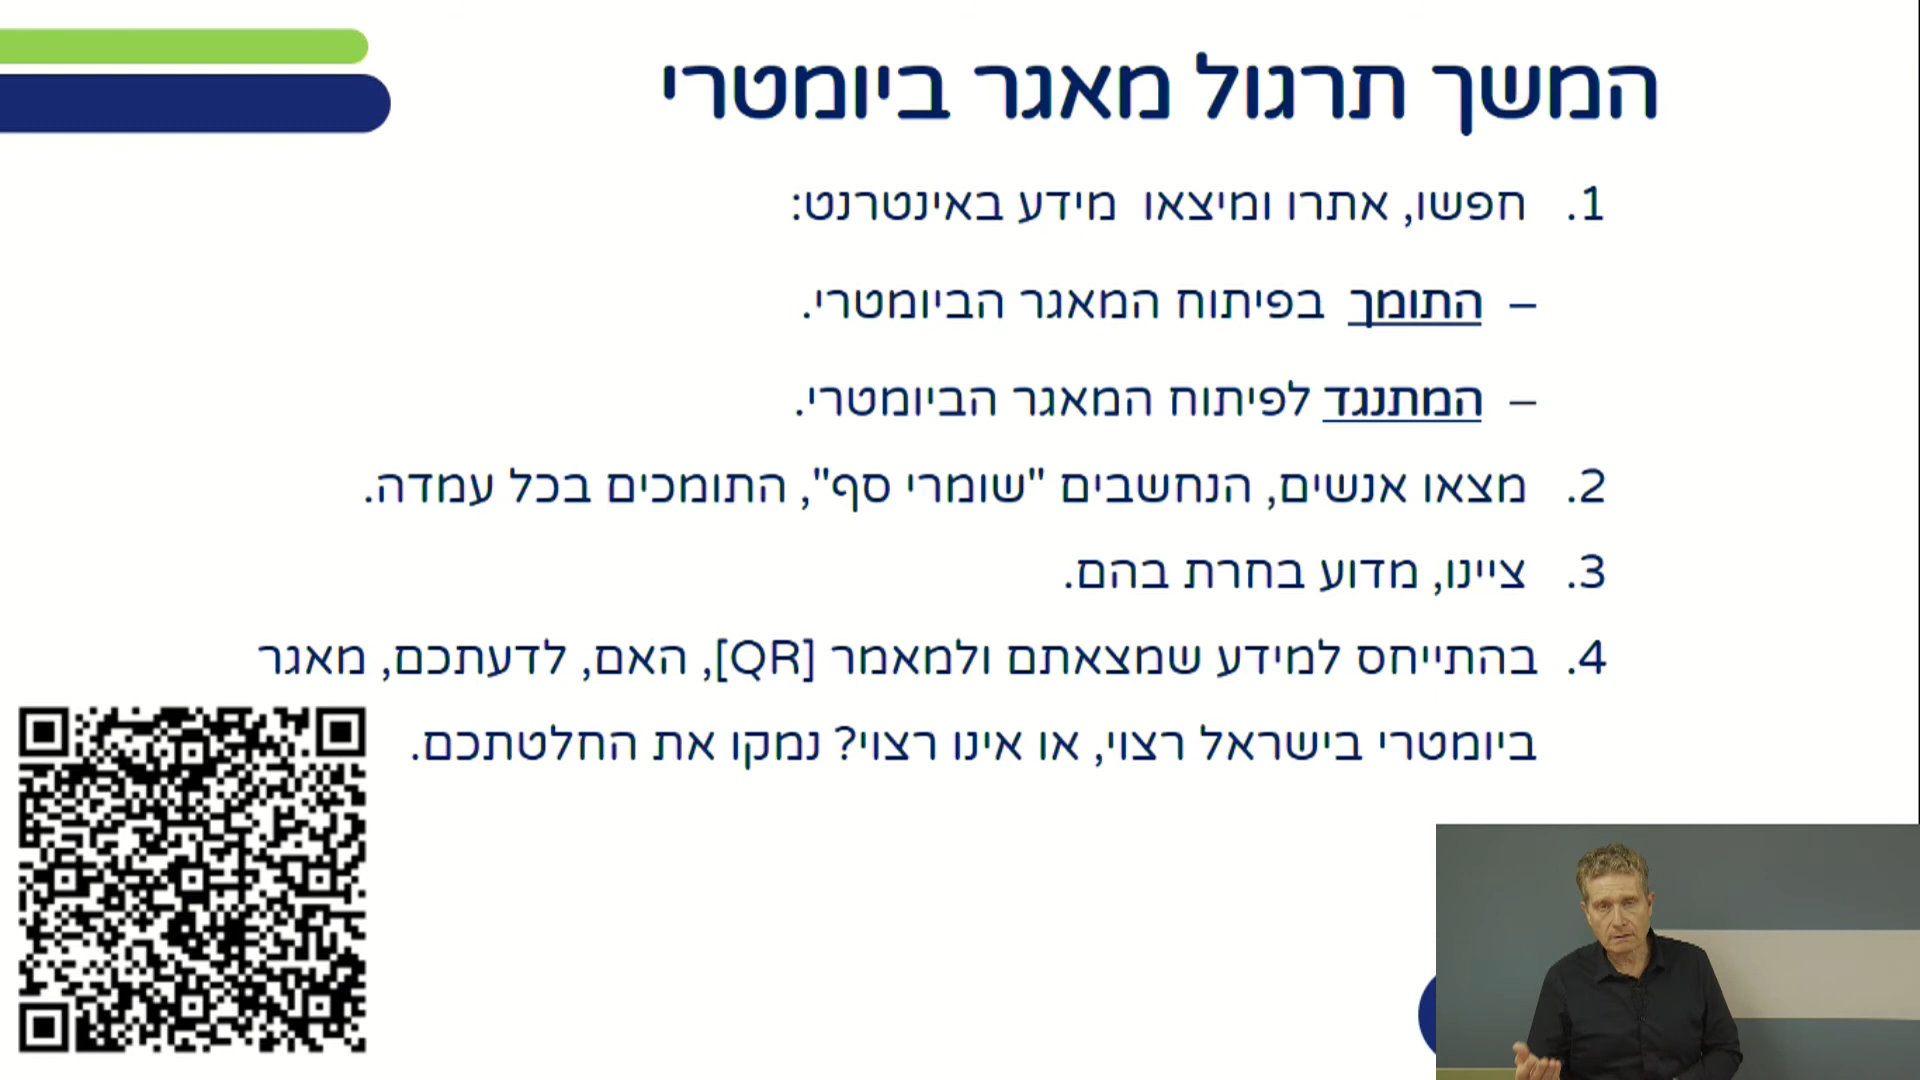 המשך תרגול מאגר ביומטרי
1. חפשו, אתרו ומיצאו מידע באינטרנט:
– התומך בפיתוח המאגר הביומטרי.
– המתנגד לפיתוח המאגר הביומטרי.
2. מצאו אנשים, הנחשבים "שומרי סף", התומכים בכל עמדה.
3. ציינו, מדוע בחרת בהם.
4. בהתייחס למידע שמצאתם ולמאמר [QR], האם, לדעתכם, מאגר
ביומטרי בישראל רצוי, או אינו רצוי? נמקו את החלטתכם.